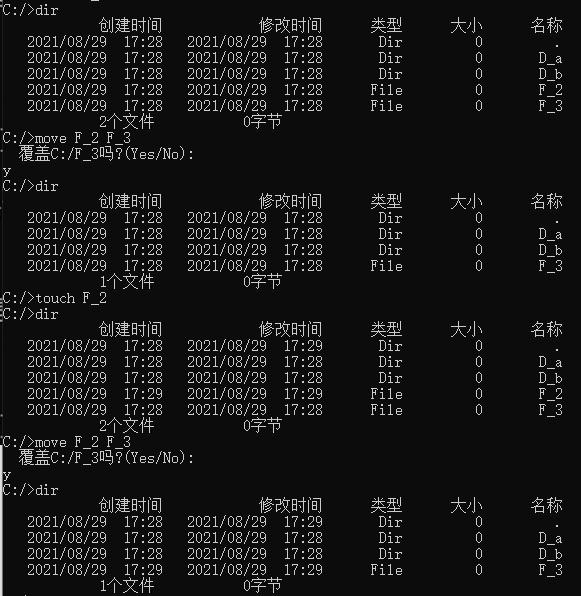 C:/>dir
创建时间 修改时间 类型 大小 名称
2021/08/29 17:28 2021/08/29 17:28 Dir 0 .
2021/08/29 17:28 2021/08/29 17:28 Dir 0 D_a
2021/08/29 17:28 2021/08/29 17:28 Dir 0 D_b
2021/08/29 17:28 2021/08/29 17:28 File 0 F_2
2021/08/29 17:28 2021/08/29 17:28 File 0 F_3
2个文件 0字节
C:/>move F_2 F_3
覆盖C:/F_3吗?(Yes/No):
y
C:/>dir
创建时间 修改时间 类型 大小 名称
2021/08/29 17:28 2021/08/29 17:28 Dir 0 .
2021/08/29 17:28 2021/08/29 17:28 Dir 0 D_a
2021/08/29 17:28 2021/08/29 17:28 Dir 0 D_b
2021/08/29 17:28 2021/08/29 17:28 File 0 F_3
1个文件 0字节
C:/>touch F_2
C:/>dir
创建时间 修改时间 类型 大小 名称
2021/08/29 17:28 2021/08/29 17:29 Dir 0 .
2021/08/29 17:28 2021/08/29 17:28 Dir 0 D_a
2021/08/29 17:28 2021/08/29 17:28 Dir 0 D_b
2021/08/29 17:29 2021/08/29 17:29 File 0 F_2
2021/08/29 17:28 2021/08/29 17:28 File 0 F_3
2个文件 0字节
C:/>move F_2 F_3
覆盖C:/F_3吗?(Yes/No):
y
C:/>dir
创建时间 修改时间 类型 大小 名称
2021/08/29 17:28 2021/08/29 17:29 Dir 0 .
2021/08/29 17:28 2021/08/29 17:28 Dir 0 D_a
2021/08/29 17:28 2021/08/29 17:28 Dir 0 D_b
2021/08/29 17:29 2021/08/29 17:29 File 0 F_3
1个文件 0字节